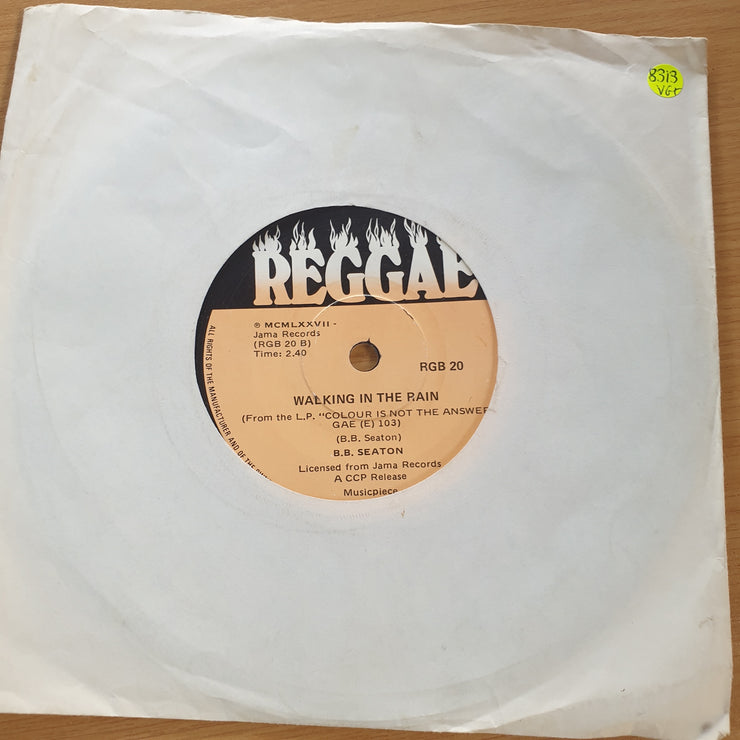 8313
VG+
REGGAE
℗ MCMLXXVII -
Jama Records
(RGB 20 B)
Time: 2.40
RGB 20
WALKING IN THE RAIN
(From the L.P. "COLOUR IS NOT THE ANSWER
GAE (E) 103)
(B.B. Seaton)
B.B. SEATON
Licensed from Jama Records
A CCP Release
Musicpiece
ALL RIGHTS OF THE MANUFACTURER AND OF THE